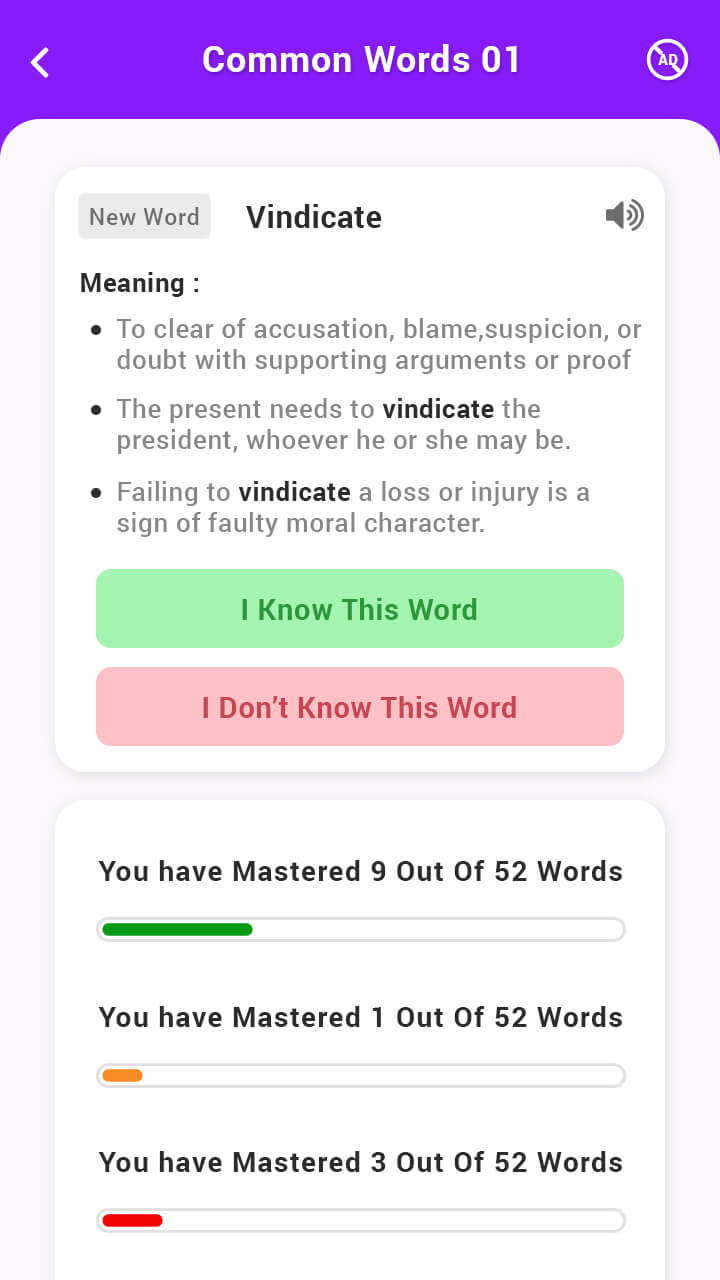 Common Words 01
AD
New Word
Vindicate
Meaning :
To clear of accusation, blame,suspicion, or
doubt with supporting arguments or proof
The present needs to vindicate the
president, whoever he or she may be.
Failing to vindicate a loss or injury is a
sign of faulty moral character.
I Know This Word
I Don’t Know This Word
You have Mastered 9 Out Of 52 Words
You have Mastered 1 Out Of 52 Words
You have Mastered 3 Out Of 52 Words